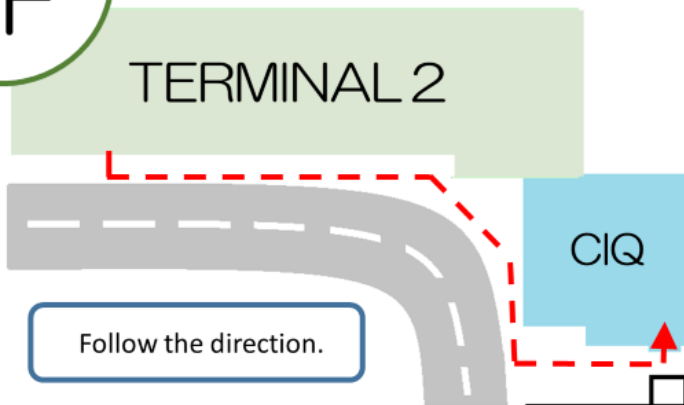 TERMINAL 2
CIQ
Follow the direction.